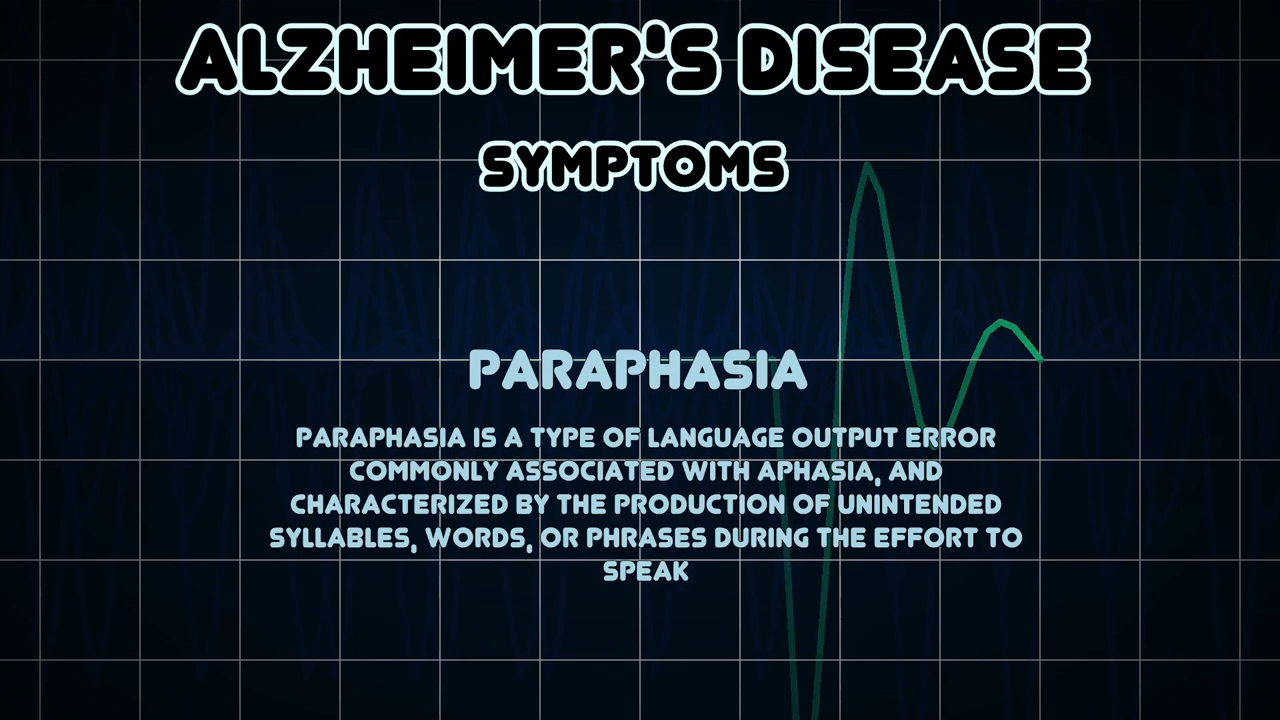 ALZHEIMER'S DISEASE
SYMPTOMS
PARAPHASIA
PARAPHASIA IS A TYPE OF LANGUAGE OUTPUT ERROR
COMMONLY ASSOCIATED WITH APHASIA, AND
CHARACTERIZED BY THE PRODUCTION OF UNINTENDED
SYLLABLES, WORDS, OR PHRASES DURING THE EFFORT TO
SPEAK